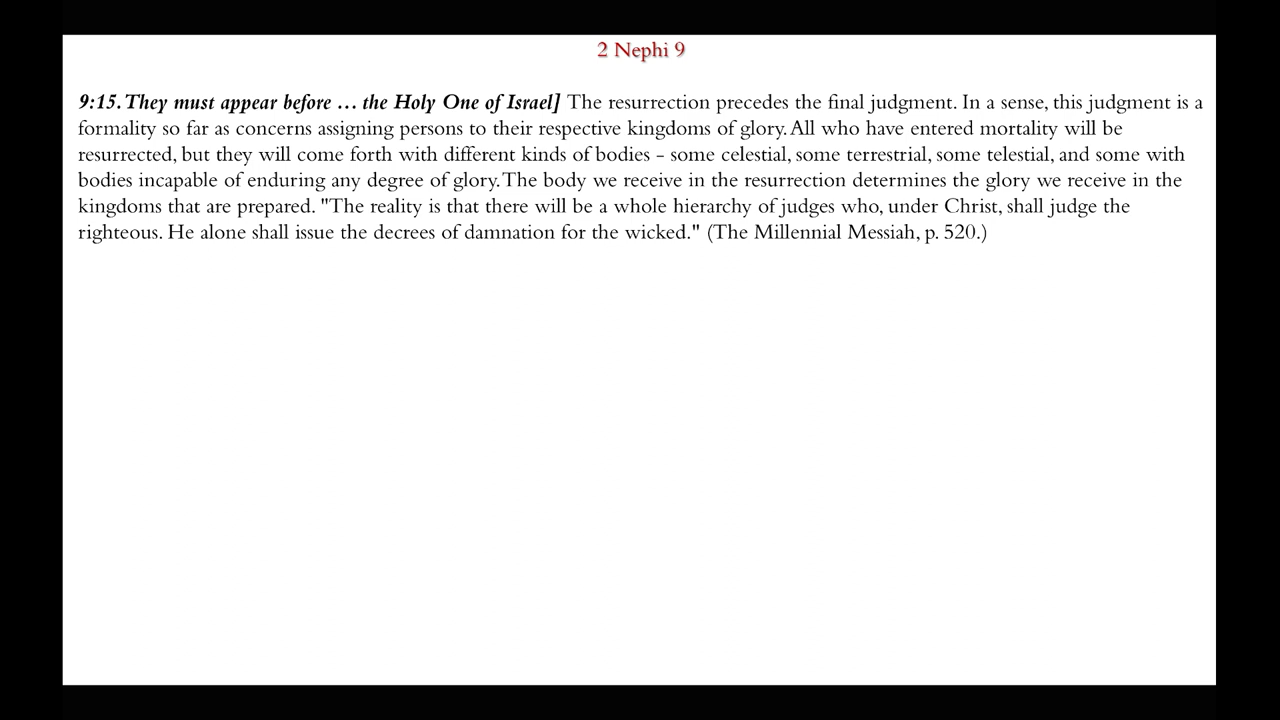 2 Nephi 9
9:15. They must appear before … the Holy One of Israel] The resurrection precedes the final judgment. In a sense, this judgment is a
formality so far as concerns assigning persons to their respective kingdoms of glory. All who have entered mortality will be
resurrected, but they will come forth with different kinds of bodies - some celestial, some terrestrial, some telestial, and some with
bodies incapable of enduring any degree of glory. The body we receive in the resurrection determines the glory we receive in the
kingdoms that are prepared. "The reality is that there will be a whole hierarchy of judges who, under Christ, shall judge the
righteous. He alone shall issue the decrees of damnation for the wicked." (The Millennial Messiah, p. 520.)